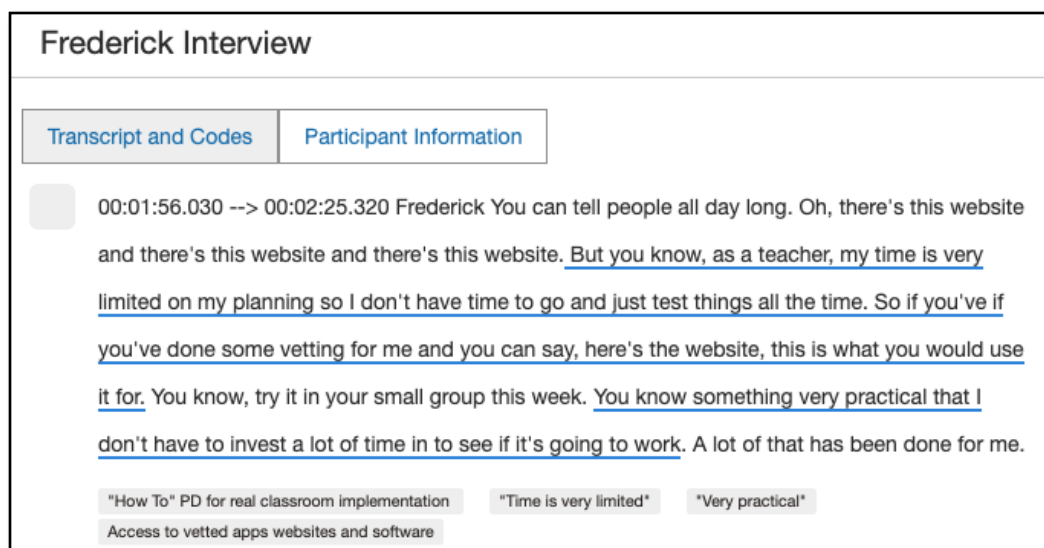 Frederick Interview
Transcript and Codes
Participant Information
00:01:56.030 --> 00:02:25.320 Frederick You can tell people all day long. Oh, there's this website
and there's this website and there's this website. But you know, as a teacher, my time is very
limited on my planning so I don't have time to go and just test things all the time. So if you've if
you've done some vetting for me and you can say, here's the website, this is what you would use
it for. You know, try it in your small group this week. You know something very practical that I
don't have to invest a lot of time in to see if it's going to work. A lot of that has been done for me.
"How To" PD for real classroom implementation
"Time is very limited"
"Very practical"
Access to vetted apps websites and software